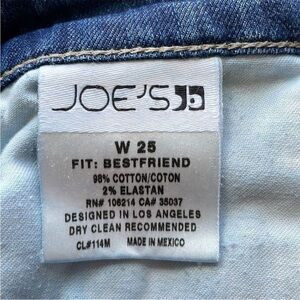 JOE'S
W 25
FIT: BESTFRIEND
98% COTTON/COTON
2% ELASTAN
RN# 106214 CA# 35037
DESIGNED IN LOS ANGELES
DRY CLEAN RECOMMENDED
CL#114M MADE IN MEXICO